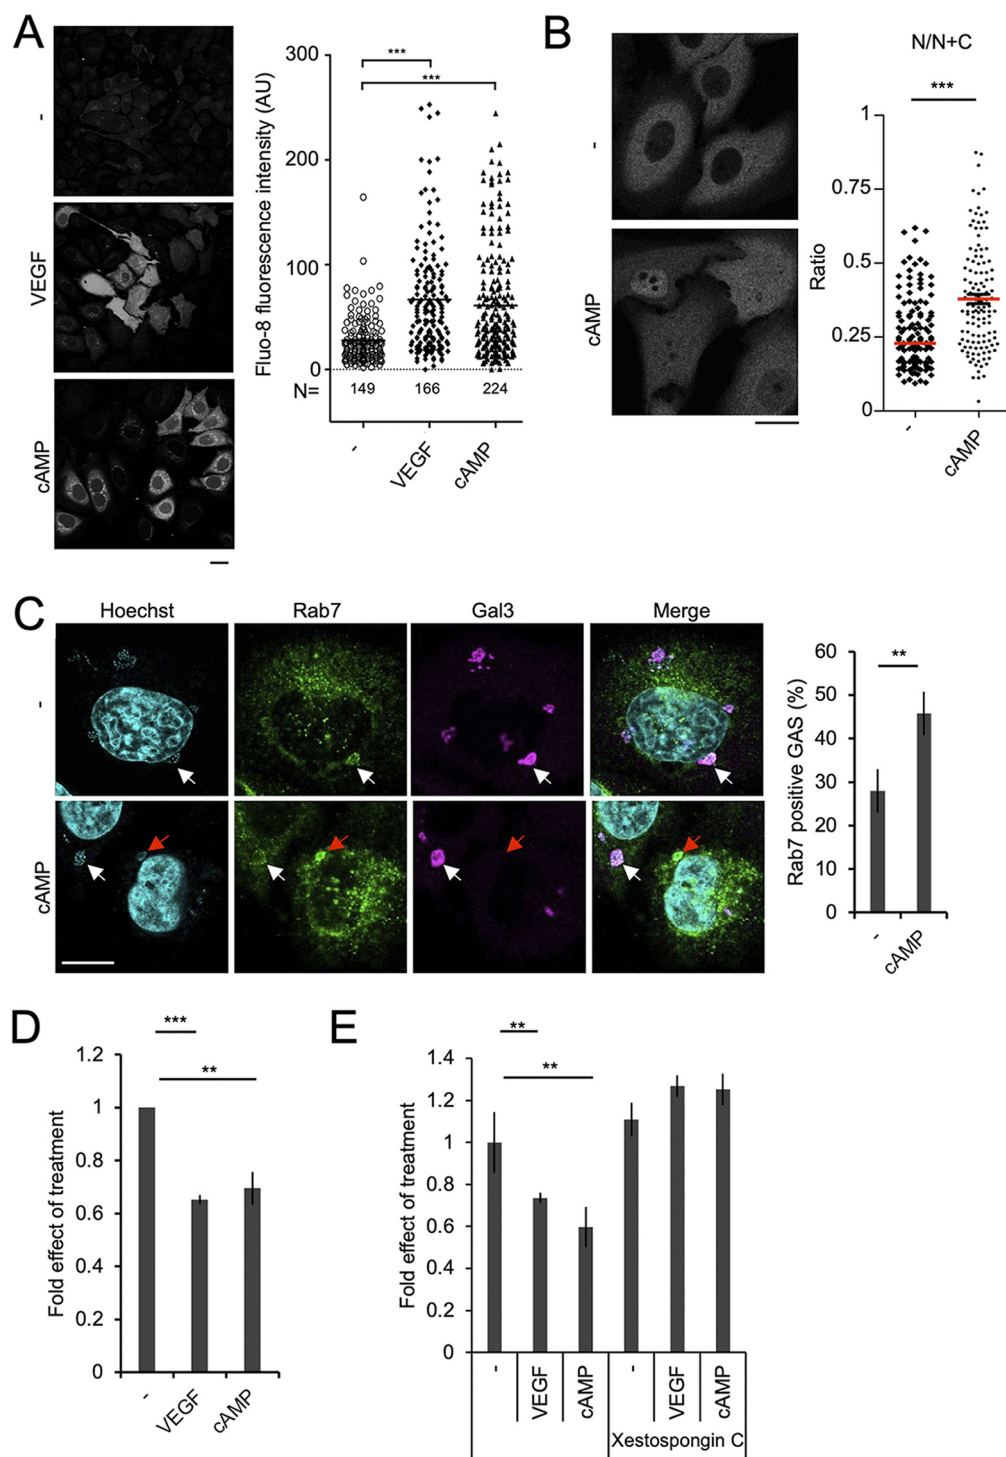 A
-
VEGF
cAMP
Fluo-8 fluorescence intensity (AU)
300
200
100
0
***
***
N= 149 166 224
- VEGF cAMP
B
-
cAMP
N/N+C
***
Ratio
1
0.75
0.5
0.25
0
- cAMP
C
Hoechst Rab7 Gal3 Merge
-
cAMP
Rab7 positive GAS (%)
60
50
40
30
20
10
0
**
- cAMP
D
***
**
Fold effect of treatment
1.2
1
0.8
0.6
0.4
0.2
0
- VEGF cAMP
E
**
**
Fold effect of treatment
1.4
1.2
1
0.8
0.6
0.4
0.2
0
- VEGF cAMP - VEGF cAMP
Xestospongin C